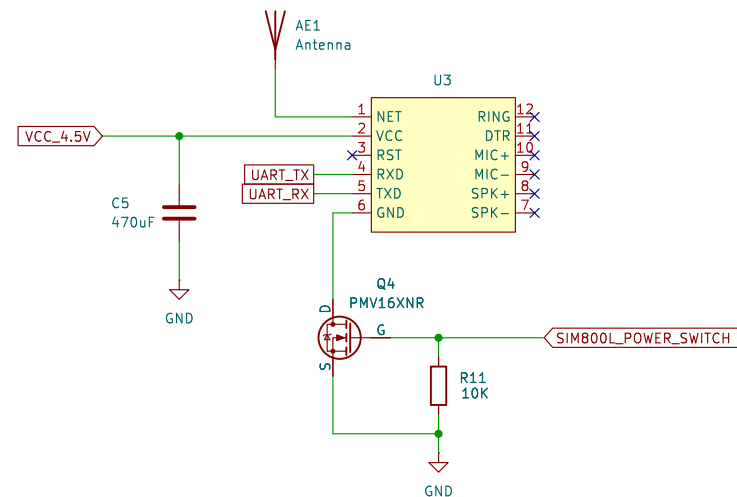 AE1
Antenna
U3
1 NET RING 12
VCC_4.5V 2 VCC DTR 11
3 RST MIC+ 10
UART_TX 4 RXD MIC- 9
UART_RX 5 TXD SPK+ 8
6 GND SPK- 7
C5
470uF
GND
Q4
PMV16XNR
D
G
S
SIM800L_POWER_SWITCH
R11
10K
GND